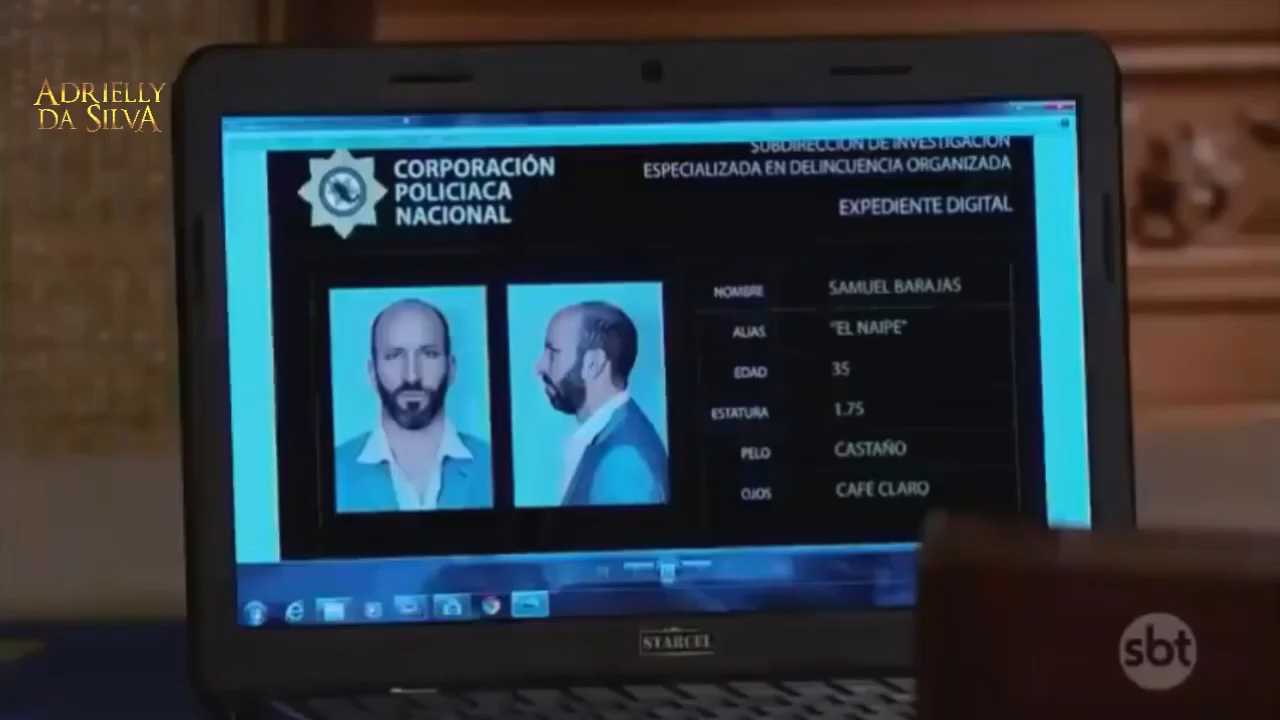 ADRIELLY
DA SILVA
CORPORACIÓN
POLICIACA
NACIONAL
SUBDIRECCIÓN DE INVESTIGACIÓN
ESPECIALIZADA EN DELINCUENCIA ORGANIZADA
EXPEDIENTE DIGITAL
NOMBRE SAMUEL BARAJAS
ALIAS "EL NAIPE"
EDAD 35
ESTATURA 1.75
PELO CASTAÑO
OJOS CAFÉ CLARO
STARCEL
sbt